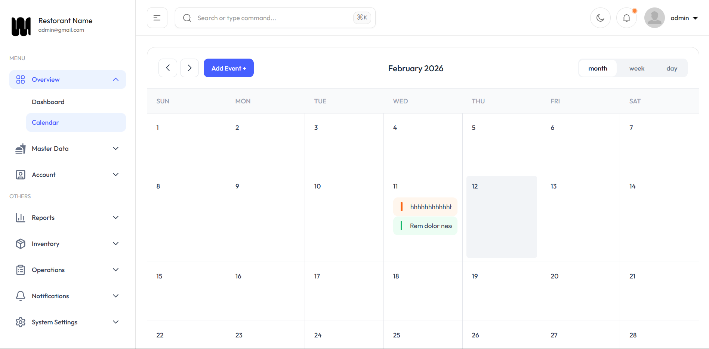 Restorant Name
admin@gmail.com
MENU
Overview
Dashboard
Calendar
Master Data
Account
OTHERS
Reports
Inventory
Operations
Notifications
System Settings
Search or type command...
⌘K
admin
Add Event +
February 2026
month week day
SUN MON TUE WED THU FRI SAT
1 2 3 4 5 6 7
8 9 10 11 12 13 14
Rem dolor nes
15 16 17 18 19 20 21
22 23 24 25 26 27 28